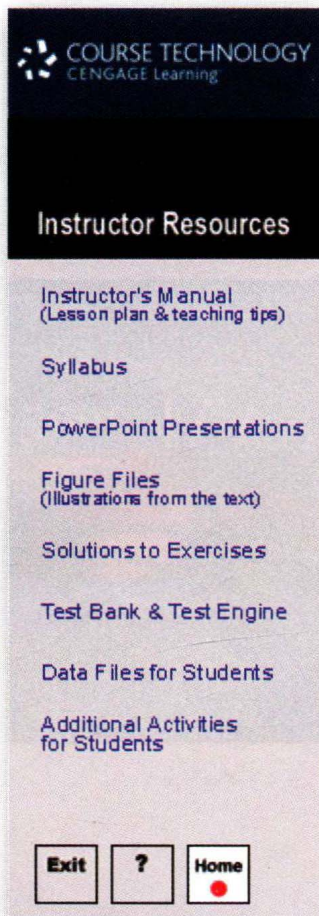 COURSE TECHNOLOGY
CENGAGE Learning
Instructor Resources
Instructor's Manual
(Lesson plan & teaching tips)
Syllabus
PowerPoint Presentations
Figure Files
(Illustrations from the text)
Solutions to Exercises
Test Bank & Test Engine
Data Files for Students
Additional Activities
for Students
Exit ? Home